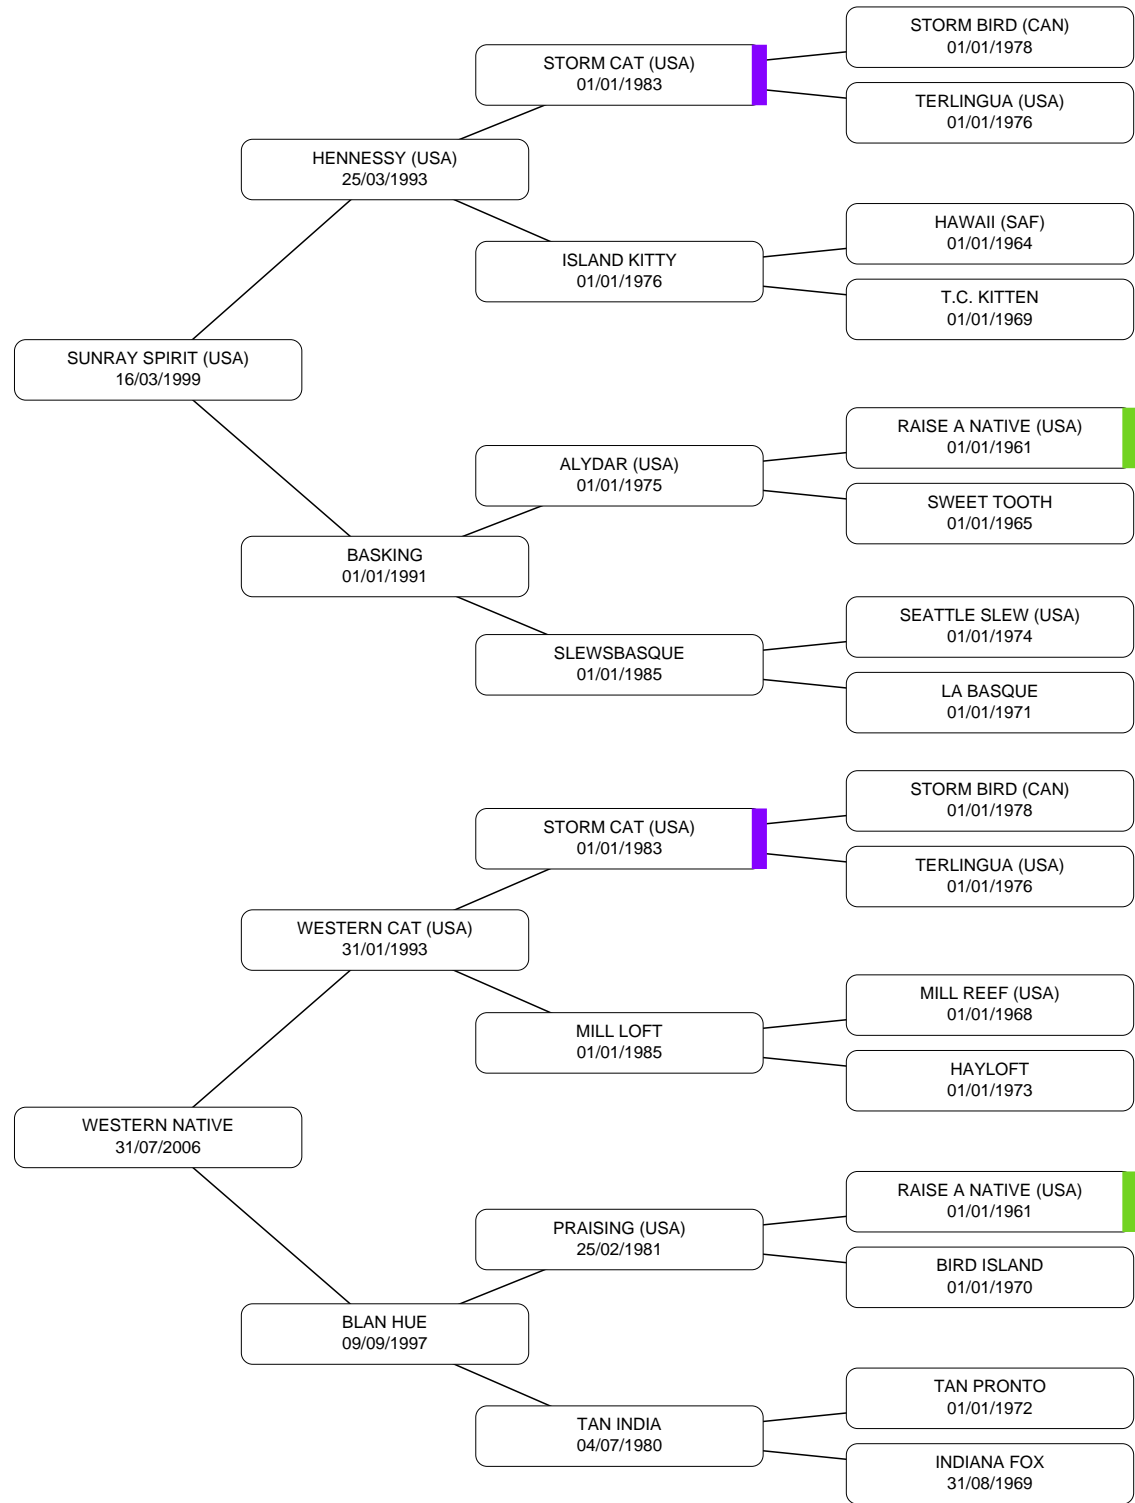 STORM BIRD (CAN)
01/01/1978
STORM CAT (USA)
01/01/1983
TERLINGUA (USA)
01/01/1976
HENNESSY (USA)
25/03/1993
HAWAII (SAF)
01/01/1964
ISLAND KITTY
01/01/1976
T.C. KITTEN
01/01/1969
SUNRAY SPIRIT (USA)
16/03/1999
RAISE A NATIVE (USA)
01/01/1961
ALYDAR (USA)
01/01/1975
SWEET TOOTH
01/01/1965
BASKING
01/01/1991
SEATTLE SLEW (USA)
01/01/1974
SLEWSBASQUE
01/01/1985
LA BASQUE
01/01/1971
STORM BIRD (CAN)
01/01/1978
STORM CAT (USA)
01/01/1983
TERLINGUA (USA)
01/01/1976
WESTERN CAT (USA)
31/01/1993
MILL REEF (USA)
01/01/1968
MILL LOFT
01/01/1985
HAYLOFT
01/01/1973
WESTERN NATIVE
31/07/2006
RAISE A NATIVE (USA)
01/01/1961
PRAISING (USA)
25/02/1981
BIRD ISLAND
01/01/1970
BLAN HUE
09/09/1997
TAN PRONTO
01/01/1972
TAN INDIA
04/07/1980
INDIANA FOX
31/08/1969